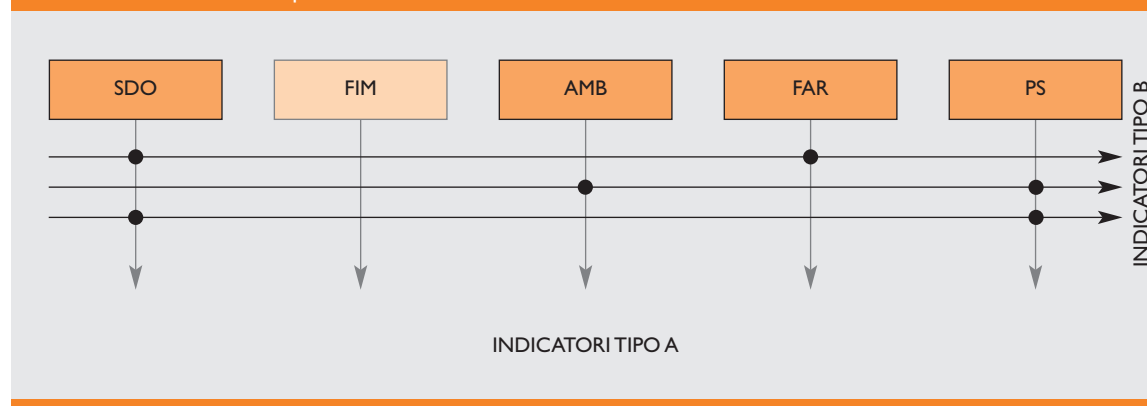 SDO
FIM
AMB
FAR
PS
INDICATORI TIPO B
INDICATORI TIPO A